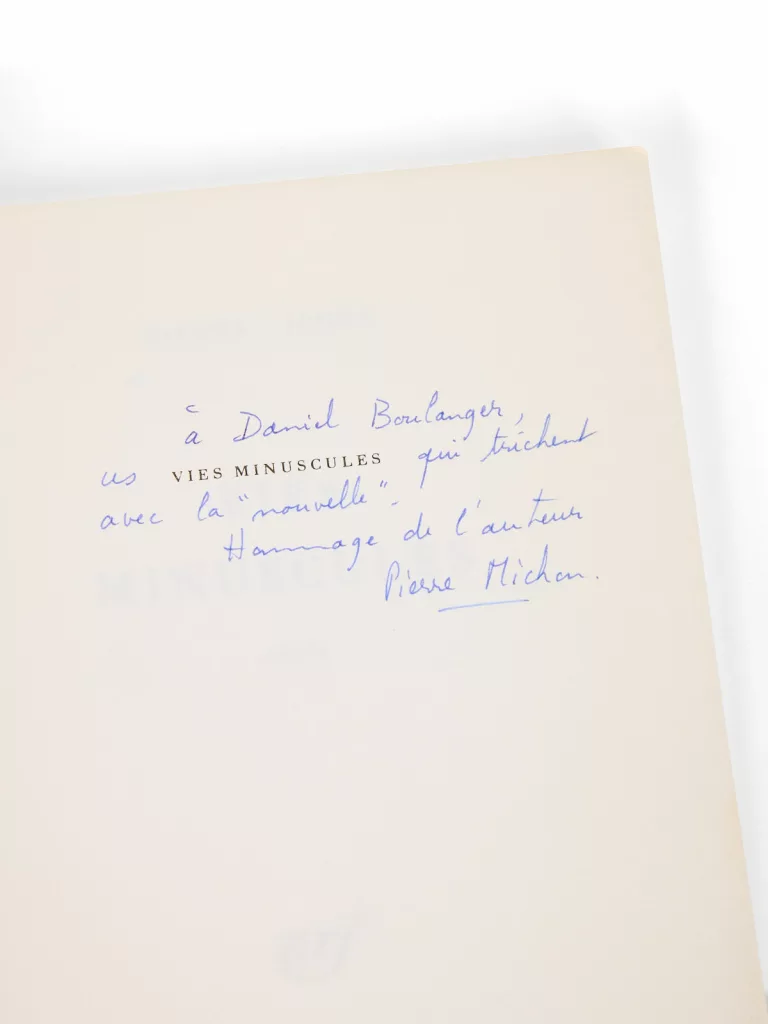 à Daniel Boulanger,
ces VIES MINUSCULES qui trichent
avec la "nouvelle".
Hommage de l'auteur
Pierre Michon.